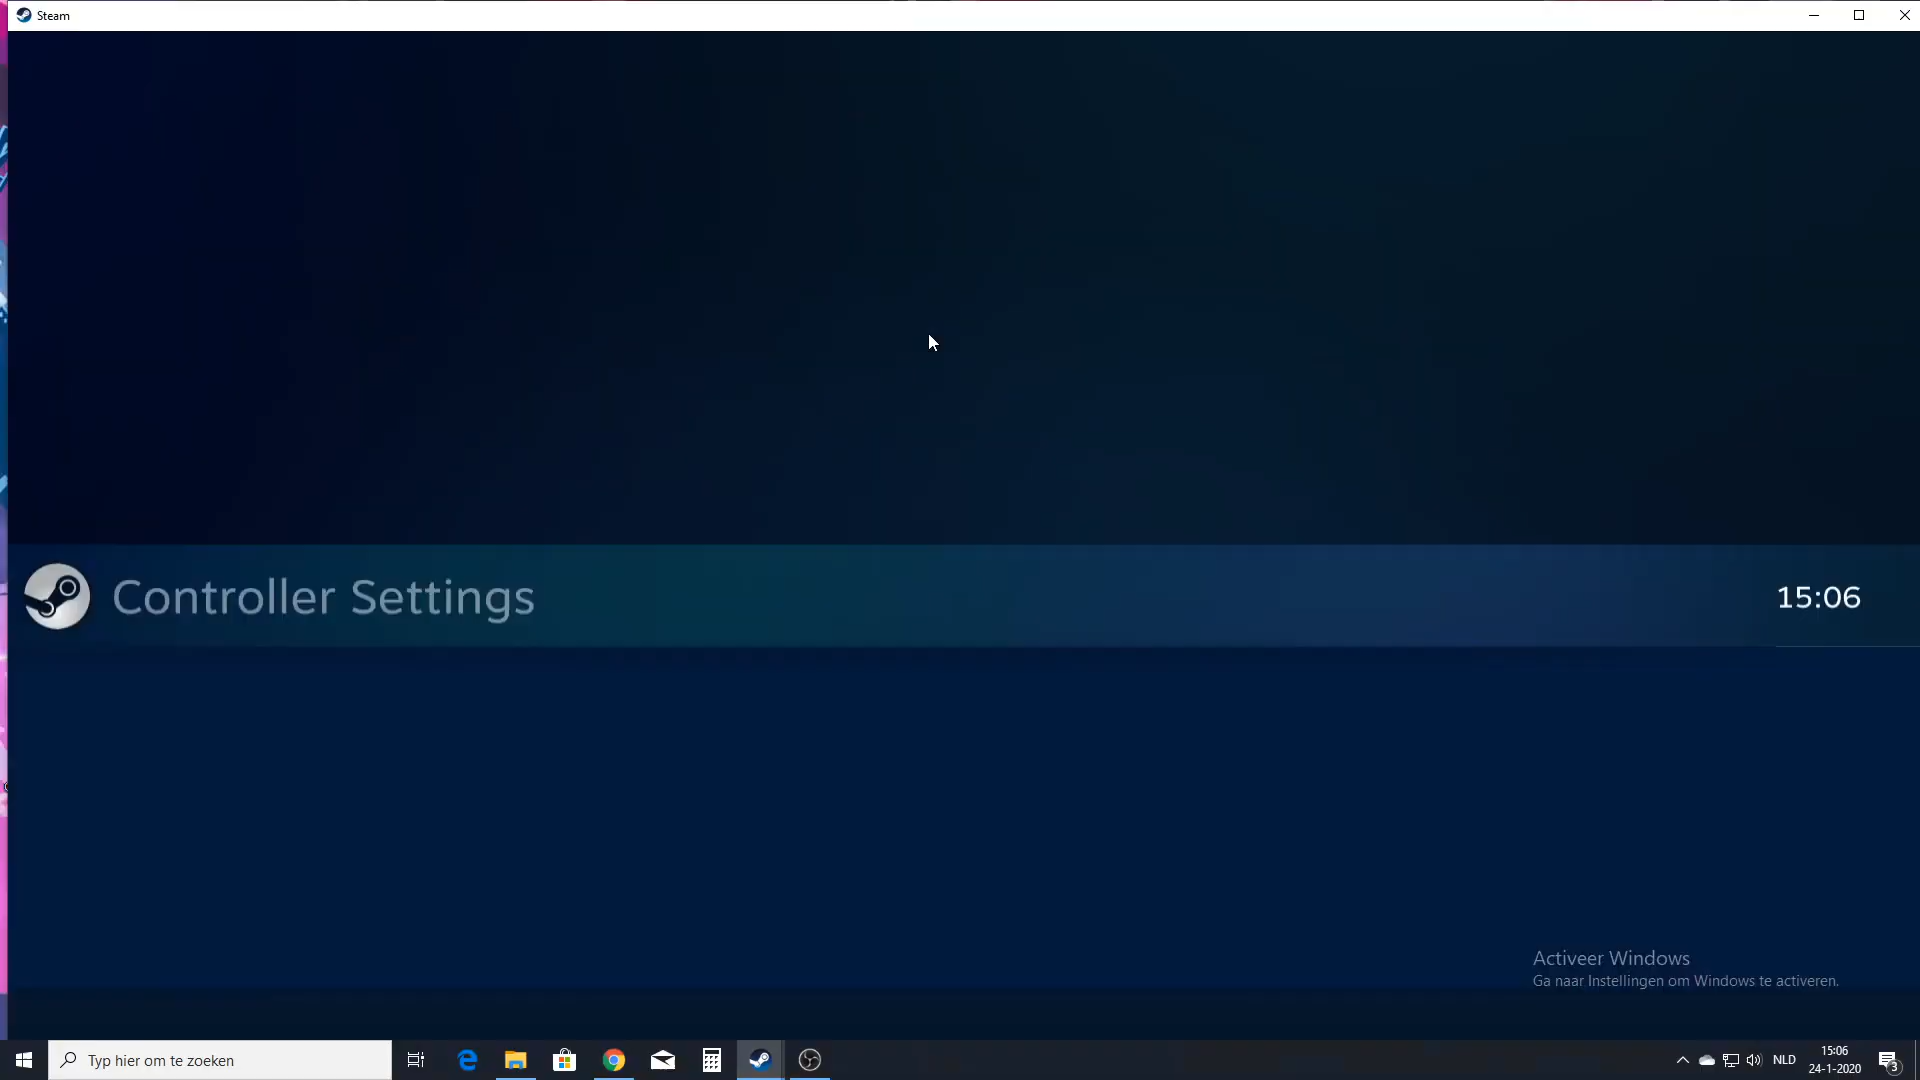 Steam
Controller Settings
15:06
Activeer Windows
Ga naar Instellingen om Windows te activeren.
Typ hier om te zoeken
NLD
15:06
24-1-2020
3